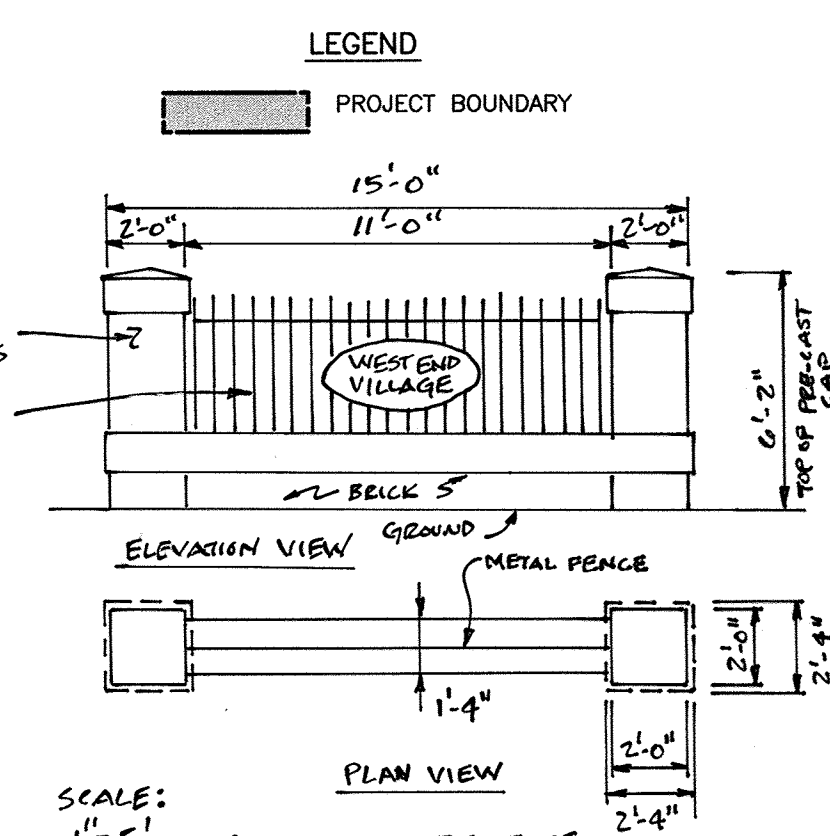 LEGEND
PROJECT BOUNDARY
15'-0"
2'-0"
11'-0"
2'-0"
WEST END
VILLAGE
6'-2"
TOP OF PRE-CAST
CAP
S
BRICK
GROUND
ELEVATION VIEW
METAL FENCE
1'-4"
2'-0"
2'-4"
2'-0"
2'-4"
PLAN VIEW
SCALE:
1"=5'